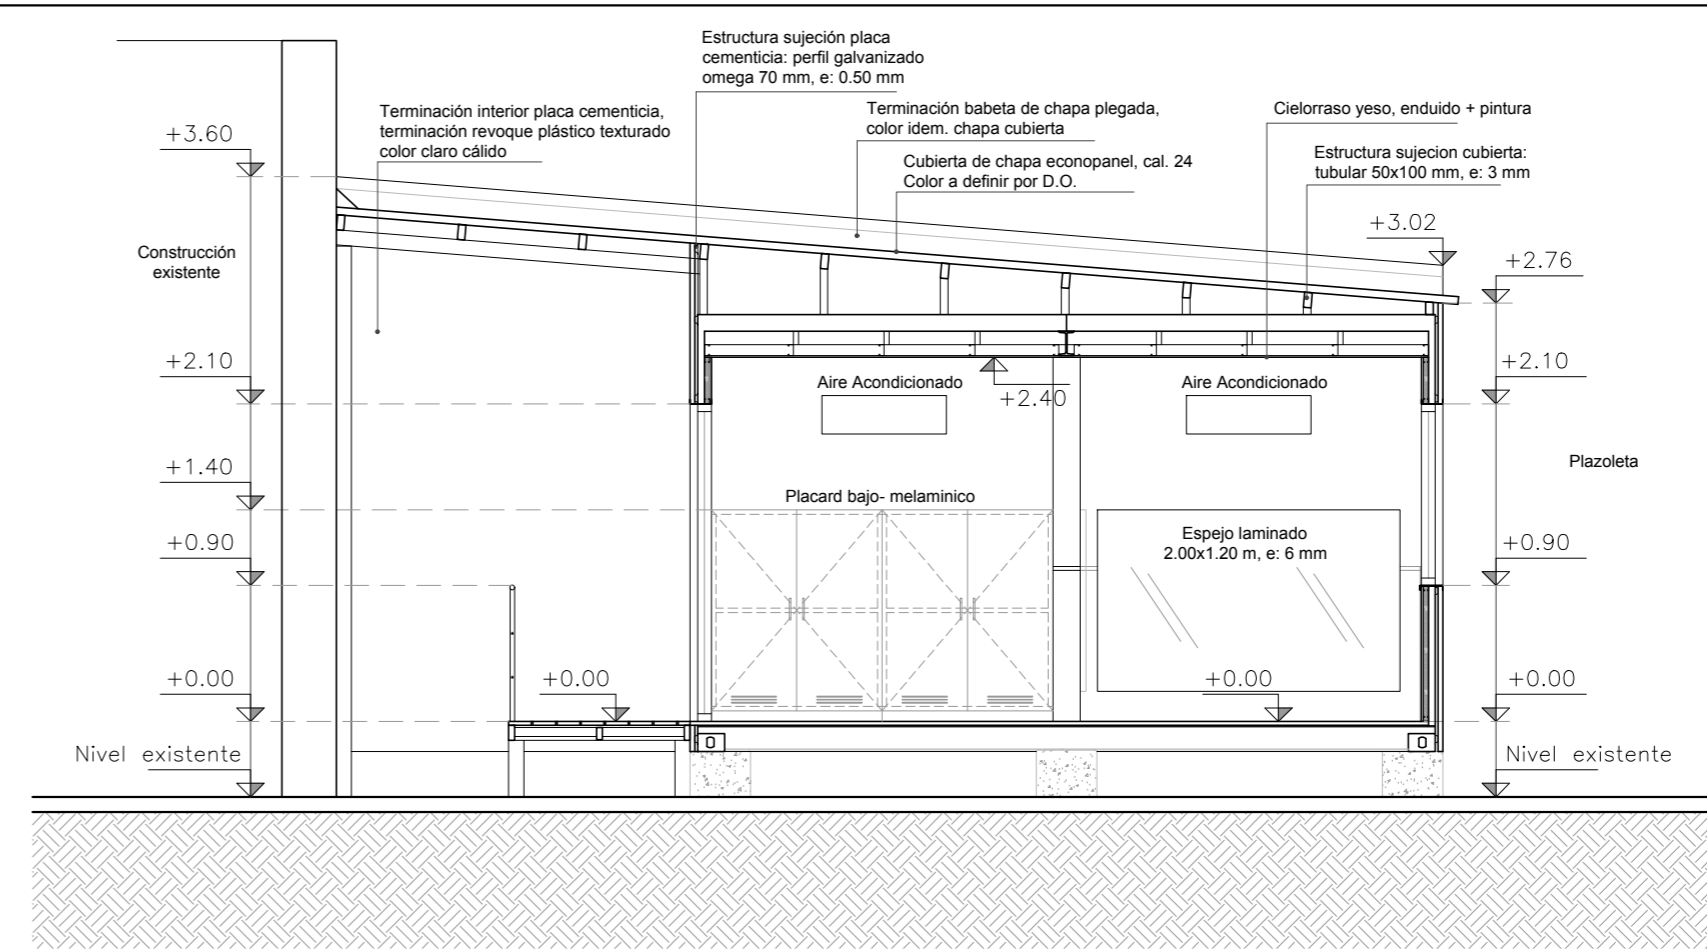 Estructura sujeción placa
cementicia: perfil galvanizado
omega 70 mm, e: 0.50 mm
Terminación interior placa cementicia,
terminación revoque plástico texturado
color claro cálido
Terminación babeta de chapa plegada,
color idem. chapa cubierta
Cielorraso yeso, enduido + pintura
Cubierta de chapa econopanel, cal. 24
Color a definir por D.O.
Estructura sujecion cubierta:
tubular 50x100 mm, e: 3 mm
+3.60
+3.02
Construcción
existente
+2.76
+2.10
+2.10
Aire Acondicionado
Aire Acondicionado
+2.40
+1.40
Plazoleta
Placard bajo- melaminico
Espejo laminado
2.00x1.20 m, e: 6 mm
+0.90
+0.90
+0.00
+0.00
+0.00
+0.00
Nivel existente
Nivel existente